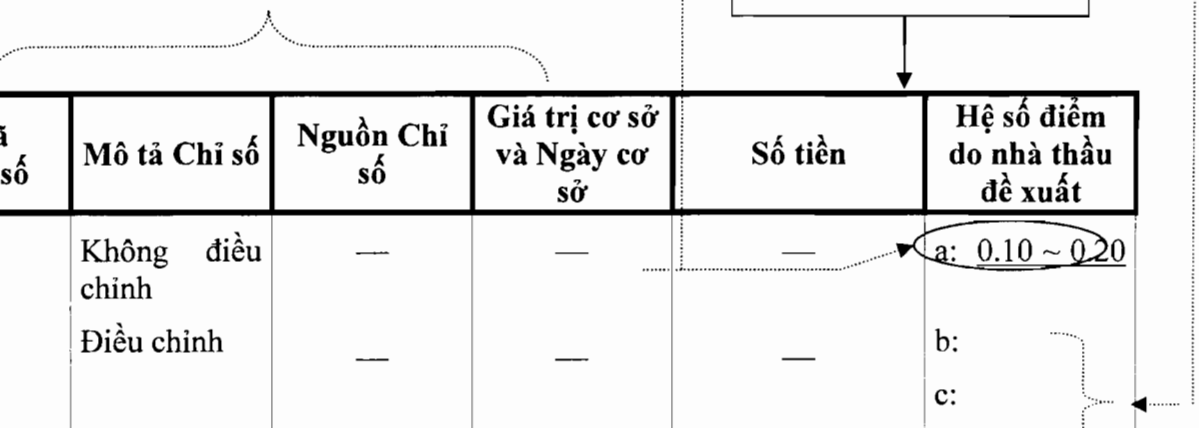 số
Mô tả Chỉ số
Nguồn Chỉ
số
Giá trị cơ sở
và Ngày cơ
sở
Số tiền
Hệ số điểm
do nhà thầu
đề xuất
Không điều
chỉnh
—
—
—
a: 0.10 ~ 0.20
Điều chỉnh
—
—
—
b:
c: